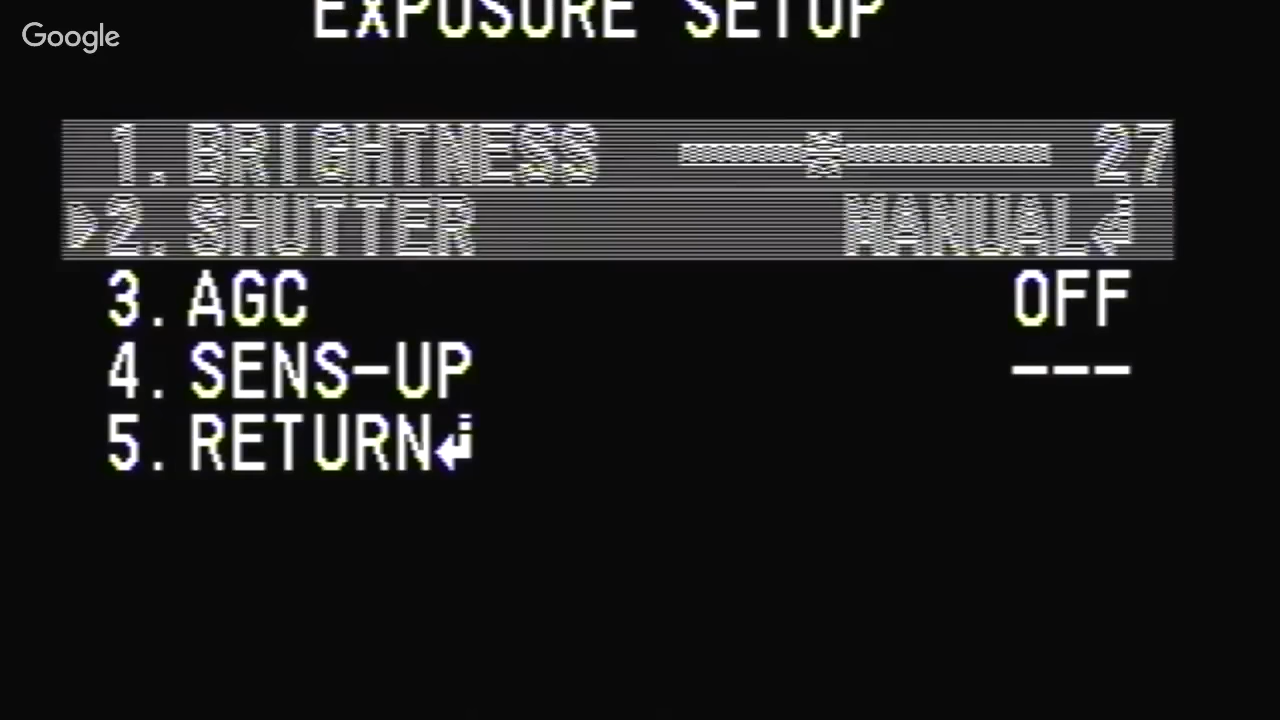 Google
EXPOSURE SETUP
1. BRIGHTNESS 27
▶2. SHUTTER MANUAL↲
3. AGC OFF
4. SENS-UP ---
5. RETURN↲